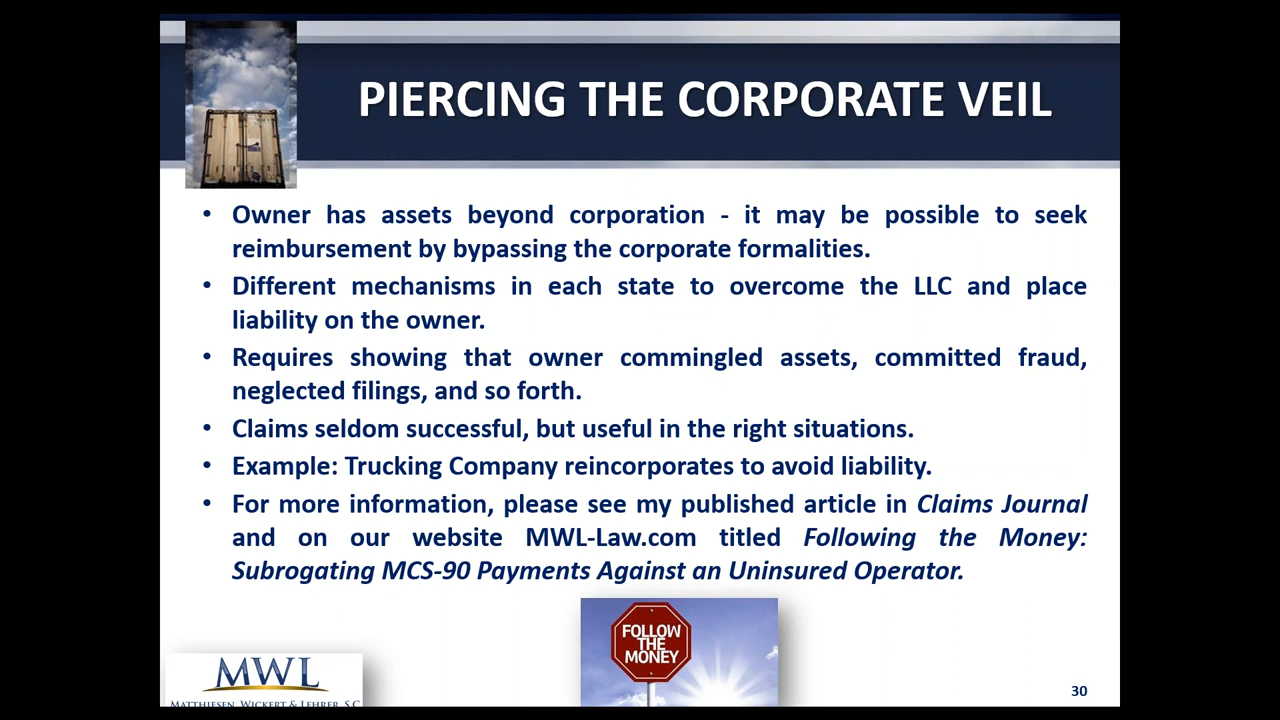 PIERCING THE CORPORATE VEIL
• Owner has assets beyond corporation - it may be possible to seek
reimbursement by bypassing the corporate formalities.
• Different mechanisms in each state to overcome the LLC and place
liability on the owner.
• Requires showing that owner commingled assets, committed fraud,
neglected filings, and so forth.
• Claims seldom successful, but useful in the right situations.
• Example: Trucking Company reincorporates to avoid liability.
• For more information, please see my published article in Claims Journal
and on our website MWL-Law.com titled Following the Money:
Subrogating MCS-90 Payments Against an Uninsured Operator.
FOLLOW
THE
MONEY
MWL
MATTHIESEN, WICKERT & LEHRER, S.C.
30